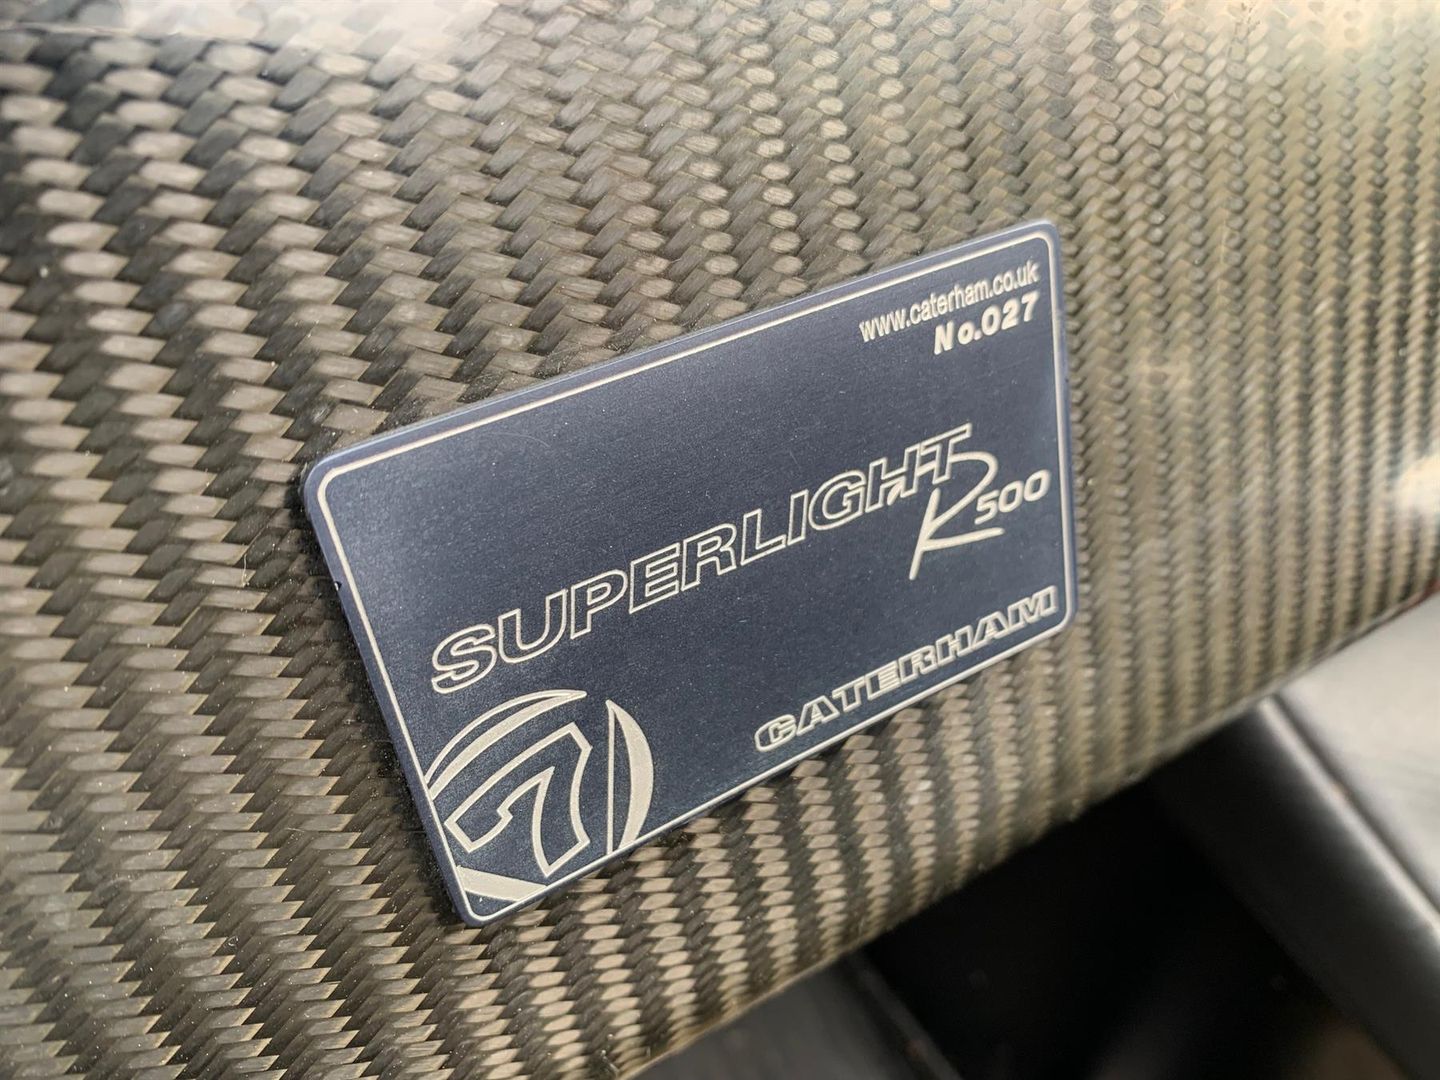 www.caterham.co.uk
No.027
SUPERLIGHT
R500
CATERHAM
7